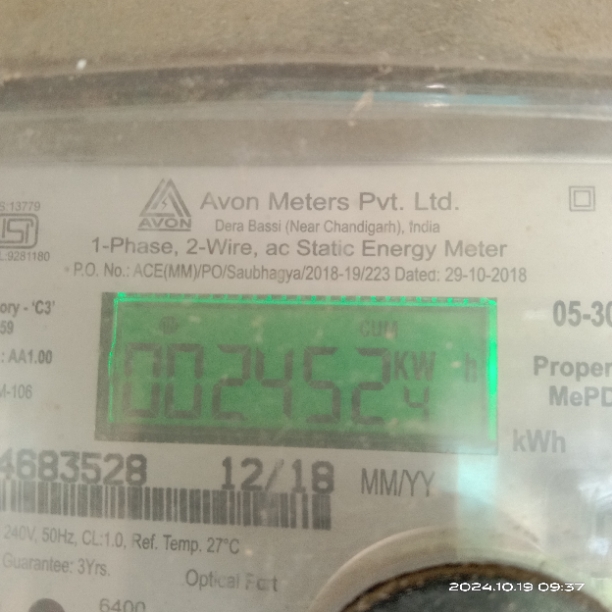 S:13779
ISI
L:9281180
AVON
Avon Meters Pvt. Ltd.
Dera Bassi (Near Chandigarh), India
1-Phase, 2-Wire, ac Static Energy Meter
P.O. No.: ACE(MM)/PO/Saubhagya/2018-19/223 Dated: 29-10-2018
ory - 'C3'
59
: AA1.00
M-106
CUM
002452 KW h
4
05-30
Proper
MePD
kWh
4683528 12/18 MM/YY
240V, 50Hz, CL:1.0, Ref. Temp. 27°C
Guarantee: 3Yrs.
Optical Port
6400
2024.10.19 09:37